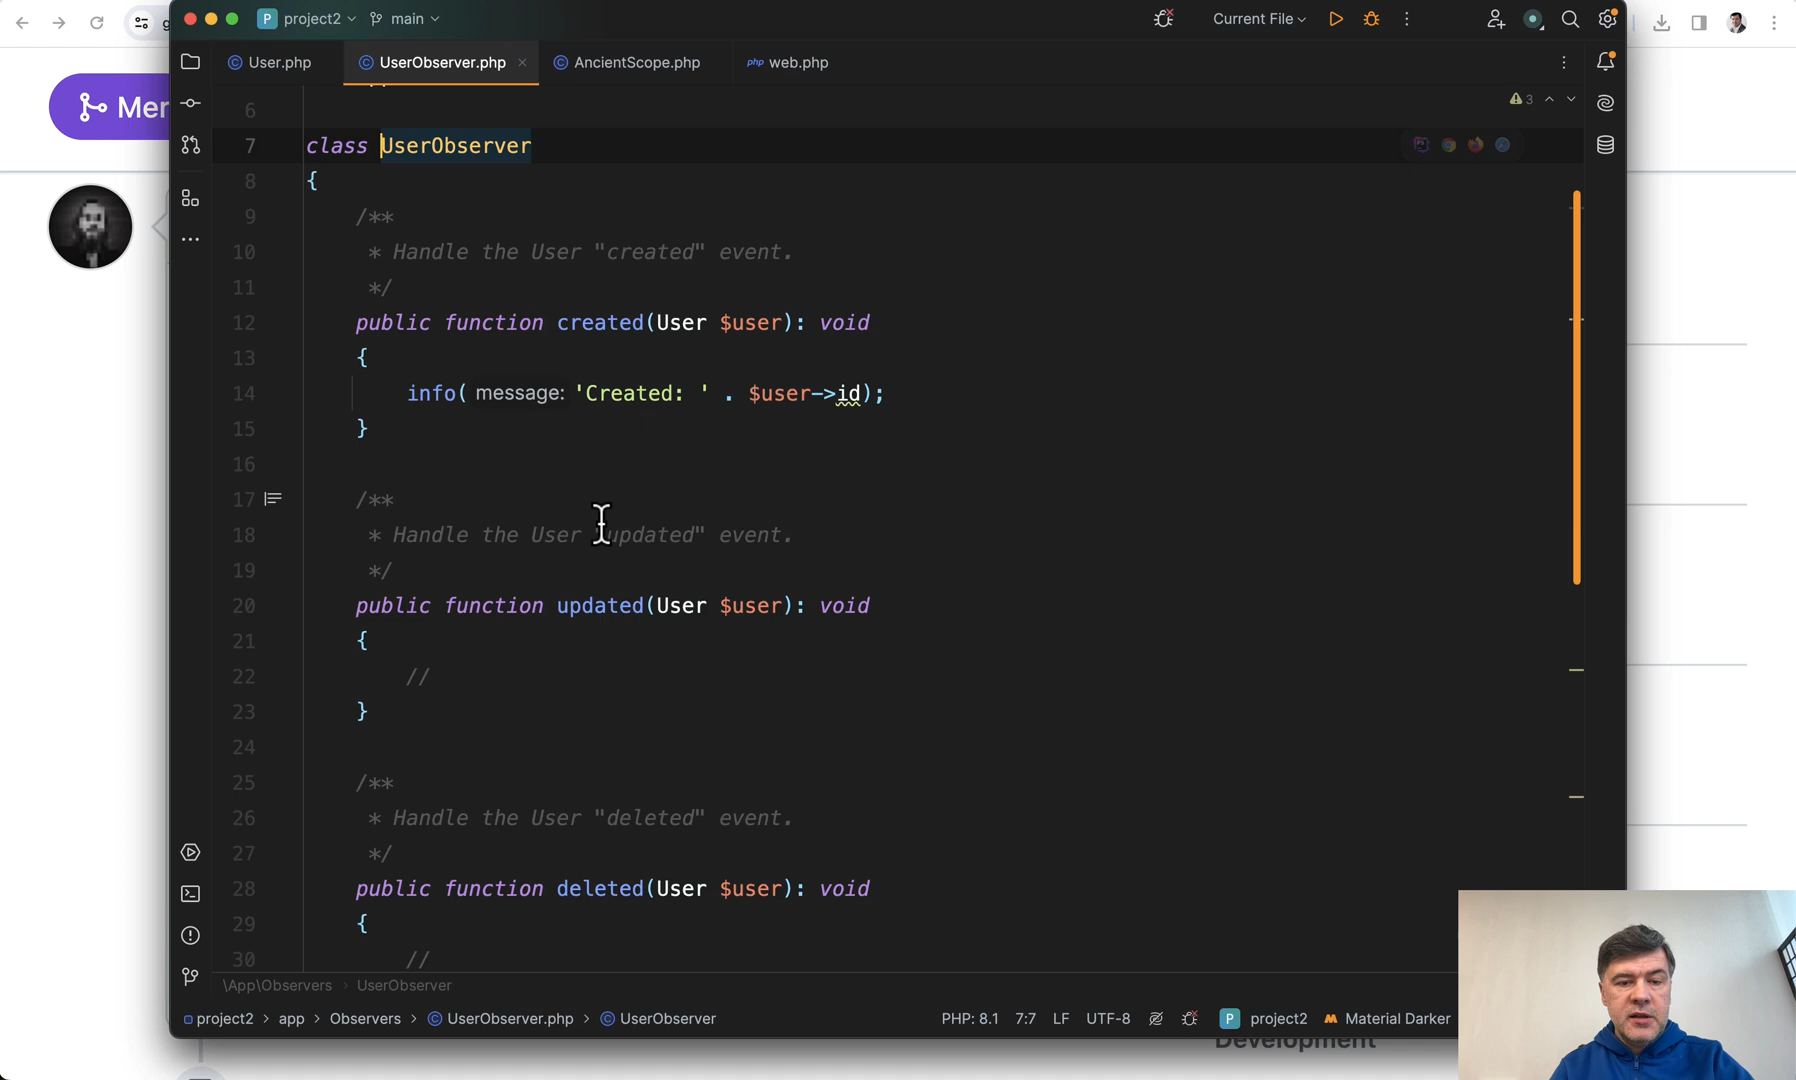 P project2 main Current File
User.php UserObserver.php AncientScope.php php web.php
Mer
3
6
7 class UserObserver
8 {
9 /**
10 * Handle the User "created" event.
11 */
12 public function created(User $user): void
13 {
14 info( message: 'Created: ' . $user->id);
15 }
16
17 /**
18 * Handle the User "updated" event.
19 */
20 public function updated(User $user): void
21 {
22 //
23 }
24
25 /**
26 * Handle the User "deleted" event.
27 */
28 public function deleted(User $user): void
29 {
30 //
\App\Observers › UserObserver
project2 > app > Observers > UserObserver.php > UserObserver PHP: 8.1 7:7 LF UTF-8 P project2 Material Darker
Development